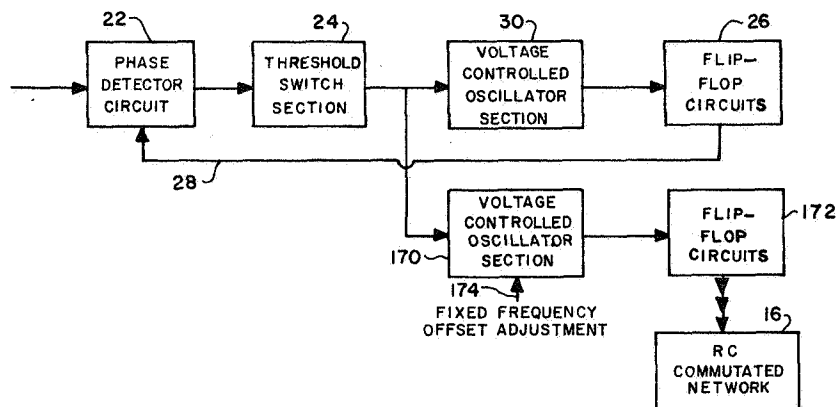 22
PHASE
DETECTOR
CIRCUIT
24
THRESHOLD
SWITCH
SECTION
30
VOLTAGE
CONTROLLED
OSCILLATOR
SECTION
26
FLIP-
FLOP
CIRCUITS
28
VOLTAGE
CONTROLLED
OSCILLATOR
SECTION
170
174
FIXED FREQUENCY
OFFSET ADJUSTMENT
FLIP-
FLOP
CIRCUITS
172
16
RC
COMMUTATED
NETWORK